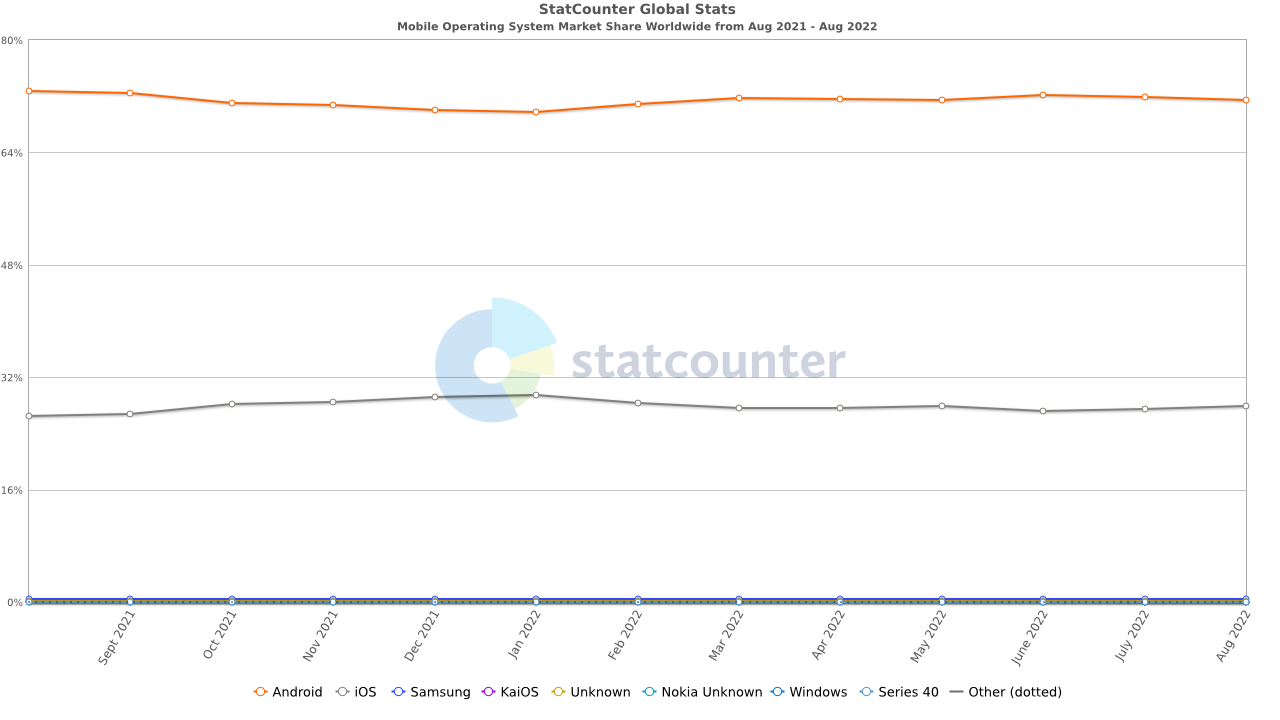 StatCounter Global Stats
Mobile Operating System Market Share Worldwide from Aug 2021 - Aug 2022
80%
64%
48%
statcounter
32%
16%
0%
Sept 2021
Oct 2021
Nov 2021
Dec 2021
Jan 2022
Feb 2022
Mar 2022
Apr 2022
May 2022
June 2022
July 2022
Aug 2022
Android iOS Samsung KaiOS Unknown Nokia Unknown Windows Series 40 Other (dotted)